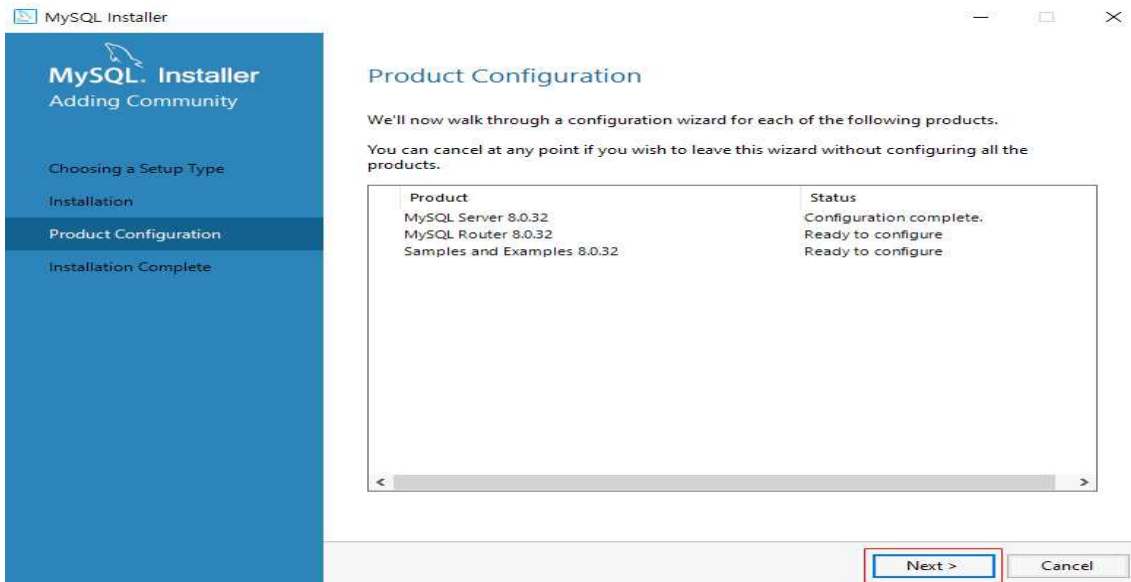 MySQL Installer
MySQL. Installer
Adding Community
Choosing a Setup Type
Installation
Product Configuration
Installation Complete
Product Configuration
We'll now walk through a configuration wizard for each of the following products.
You can cancel at any point if you wish to leave this wizard without configuring all the
products.
Product Status
MySQL Server 8.0.32 Configuration complete.
MySQL Router 8.0.32 Ready to configure
Samples and Examples 8.0.32 Ready to configure
Next > Cancel